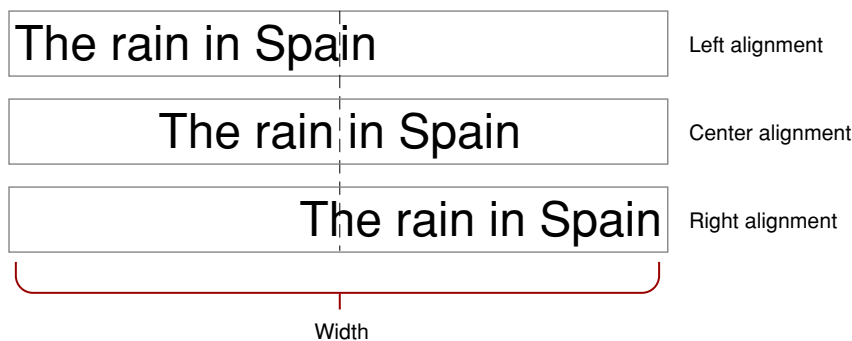 The rain in Spain Left alignment
The rain in Spain Center alignment
The rain in Spain Right alignment
Width